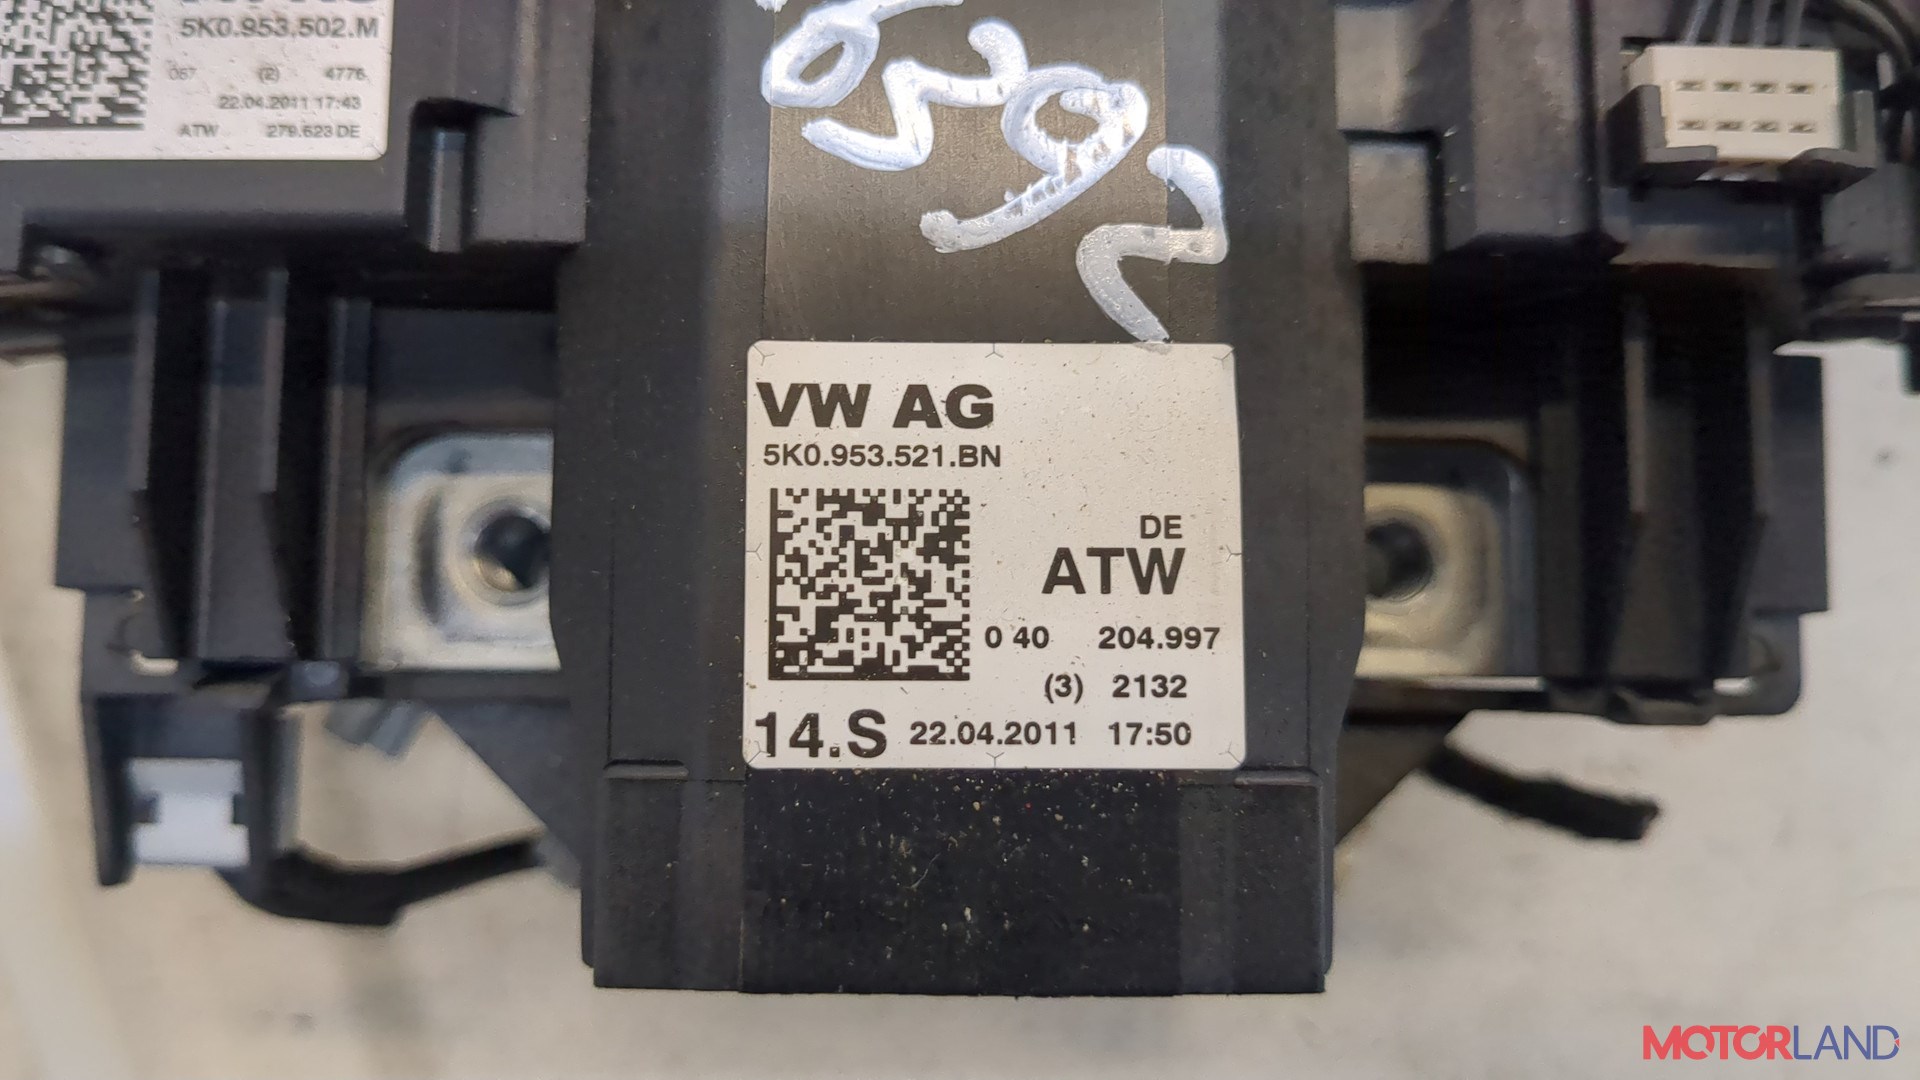 5K0.953.502.M
087 (2) 4776
22.04.2011 17:43
ATW 279.623 DE
VW AG
5K0.953.521.BN
DE
ATW
0 40 204.997
(3) 2132
14.S 22.04.2011 17:50
MOTORLAND